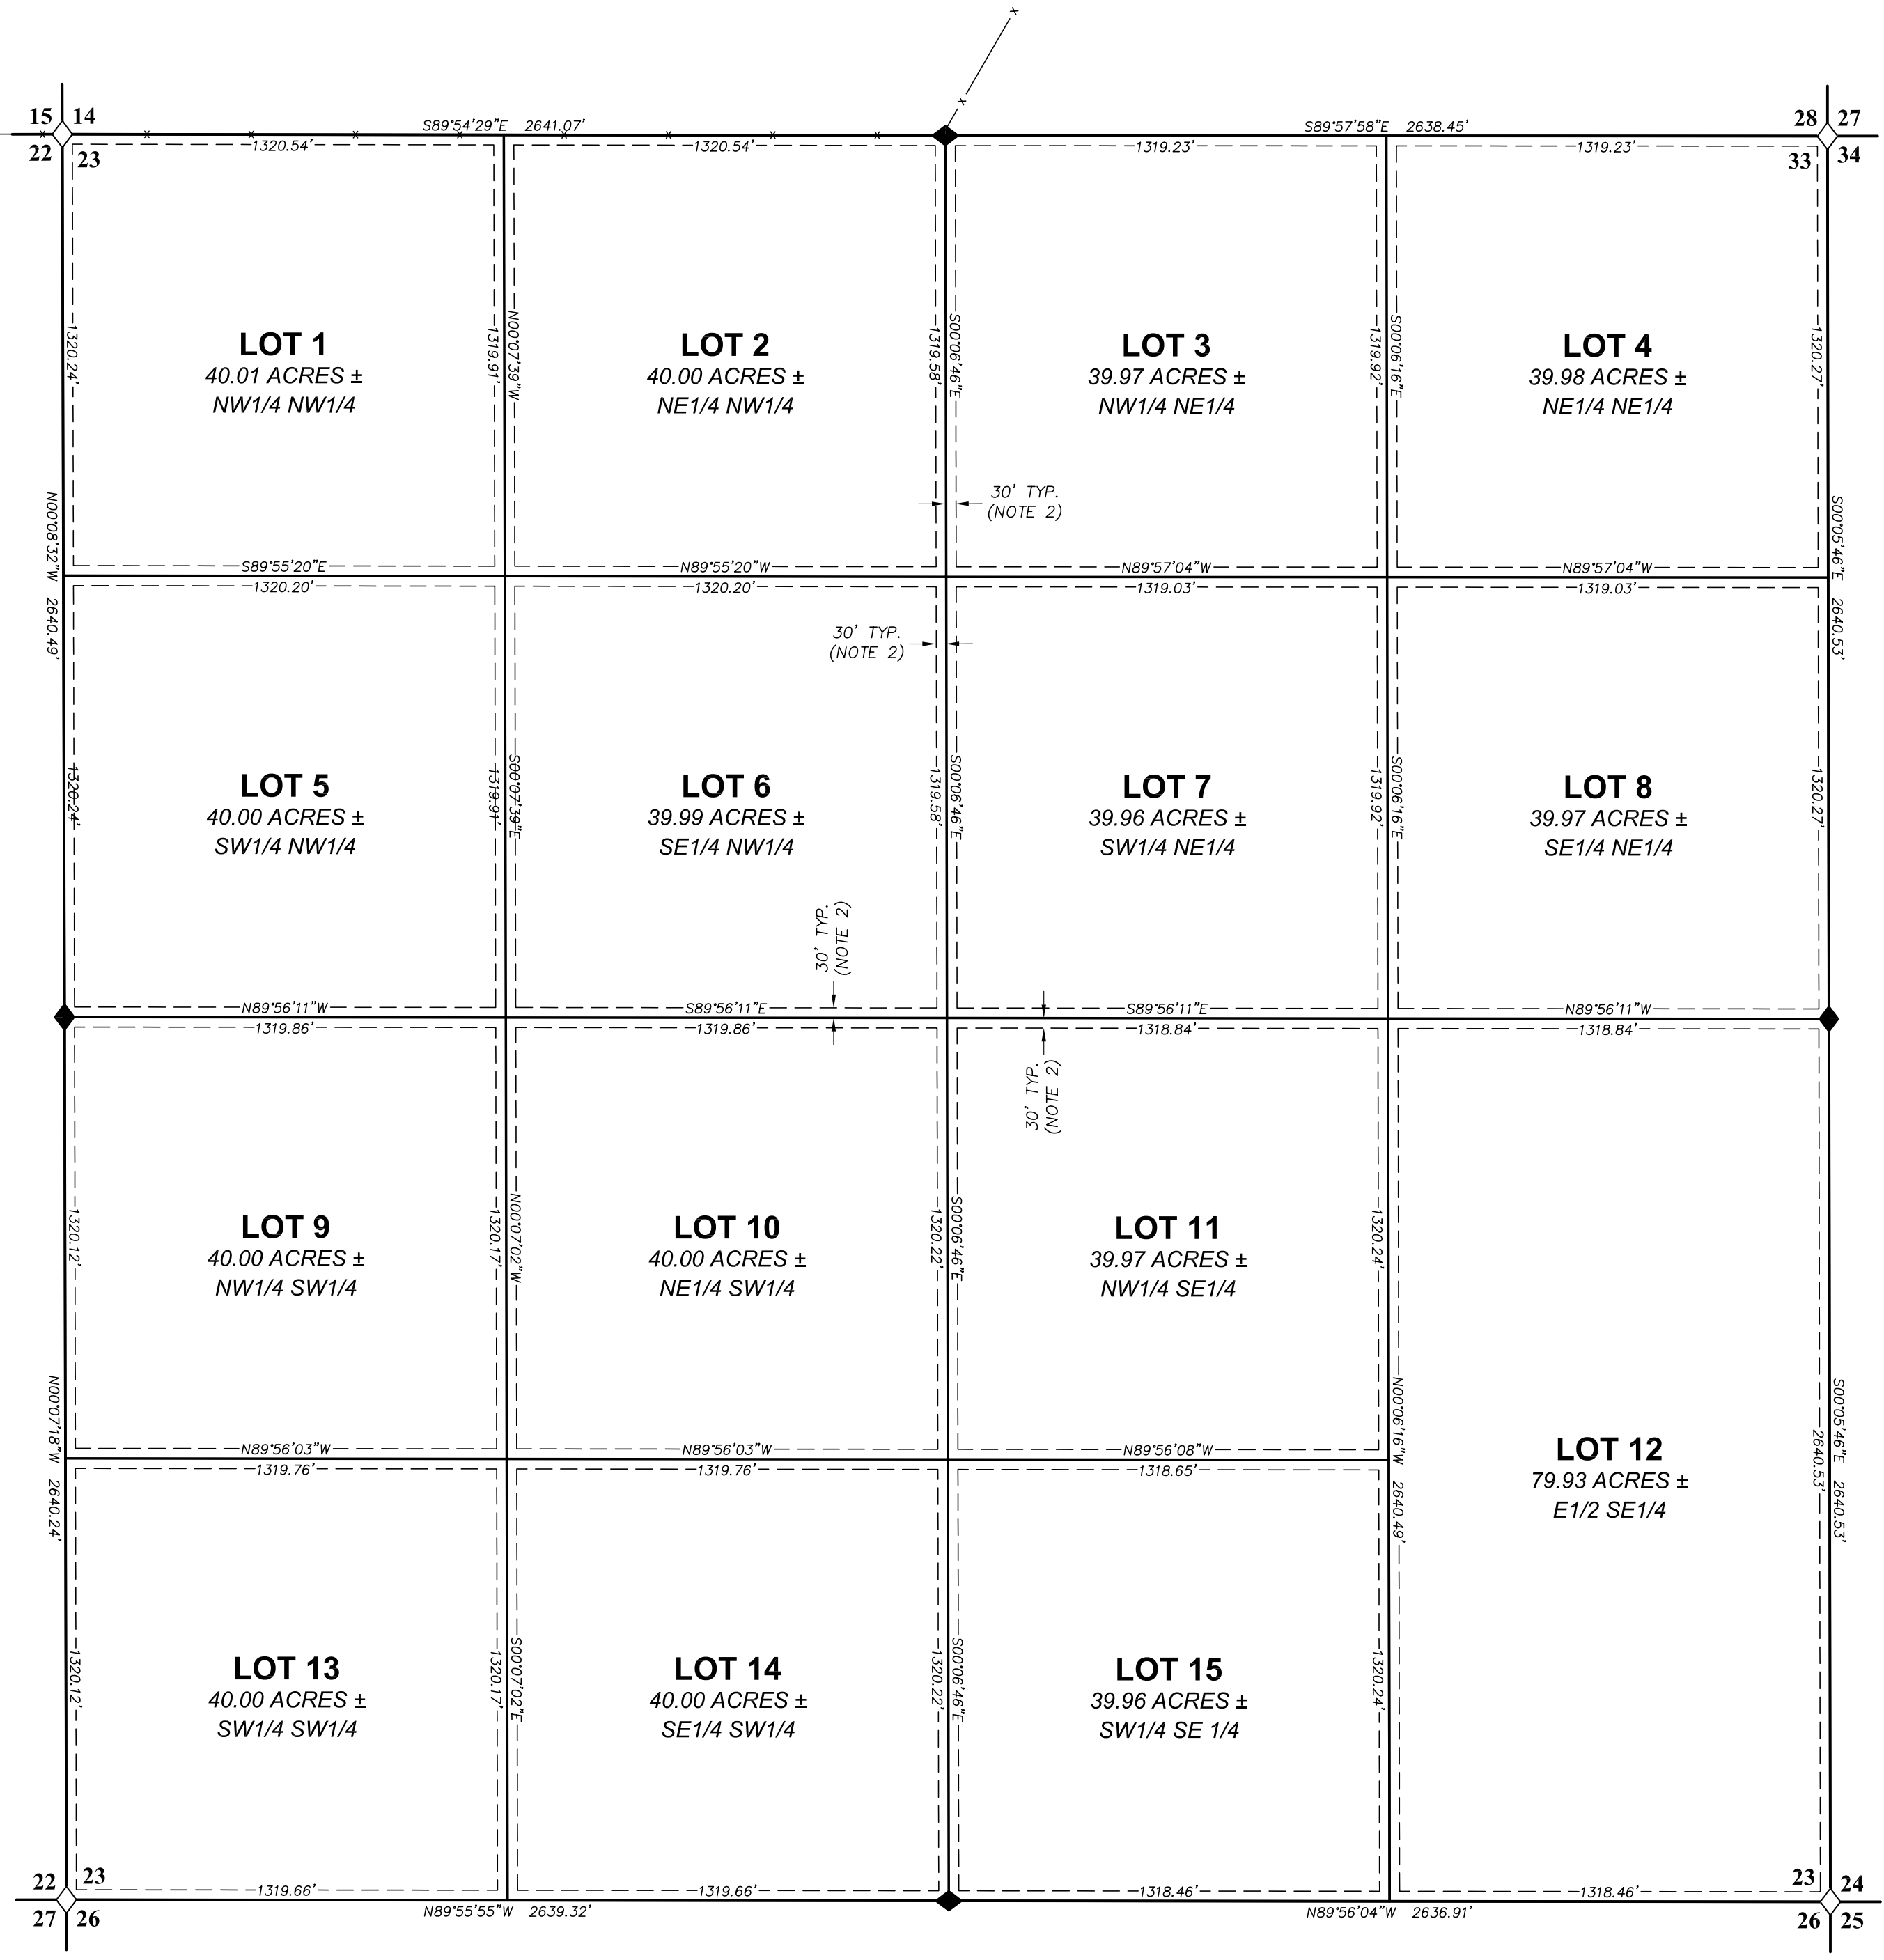 15 14
22 23
S89°54'29"E 2641.07'
S89°57'58"E 2638.45'
28 27
33 34
1320.54'
1320.54'
1319.23'
1319.23'
1320.24'
LOT 1
40.01 ACRES ±
NW1/4 NW1/4
1319.91'
N00°07'39"W
LOT 2
40.00 ACRES ±
NE1/4 NW1/4
1319.58'
S00°06'46"E
LOT 3
39.97 ACRES ±
NW1/4 NE1/4
1319.92'
S00°06'16"E
LOT 4
39.98 ACRES ±
NE1/4 NE1/4
1320.27'
30' TYP.
(NOTE 2)
N00°08'32"W 2640.49'
S00°05'46"E 2640.53'
S89°55'20"E
N89°55'20"W
N89°57'04"W
N89°57'04"W
1320.20'
1320.20'
1319.03'
1319.03'
30' TYP.
(NOTE 2)
1320.24'
LOT 5
40.00 ACRES ±
SW1/4 NW1/4
1319.91'
S00°07'39"E
LOT 6
39.99 ACRES ±
SE1/4 NW1/4
1319.58'
S00°06'46"E
LOT 7
39.96 ACRES ±
SW1/4 NE1/4
1319.92'
S00°06'16"E
LOT 8
39.97 ACRES ±
SE1/4 NE1/4
1320.27'
30' TYP.
(NOTE 2)
N89°56'11"W
S89°56'11"E
S89°56'11"E
N89°56'11"W
1319.86'
1319.86'
1318.84'
1318.84'
30' TYP.
(NOTE 2)
1320.12'
LOT 9
40.00 ACRES ±
NW1/4 SW1/4
1320.17'
N00°07'02"W
LOT 10
40.00 ACRES ±
NE1/4 SW1/4
1320.22'
S00°06'46"E
LOT 11
39.97 ACRES ±
NW1/4 SE1/4
1320.24'
N00°07'18"W 2640.24'
N89°56'03"W
N89°56'03"W
N89°56'08"W
1319.76'
1319.76'
1318.65'
N00°06'16"W 2640.49'
LOT 12
79.93 ACRES ±
E1/2 SE1/4
2640.53'
S00°05'46"E 2640.53'
1320.12'
LOT 13
40.00 ACRES ±
SW1/4 SW1/4
1320.17'
S00°07'02"E
LOT 14
40.00 ACRES ±
SE1/4 SW1/4
1320.22'
S00°06'46"E
LOT 15
39.96 ACRES ±
SW1/4 SE 1/4
1320.24'
22 23
27 26
1319.66'
1319.66'
1318.46'
1318.46'
N89°55'55"W 2639.32'
N89°56'04"W 2636.91'
23 24
26 25